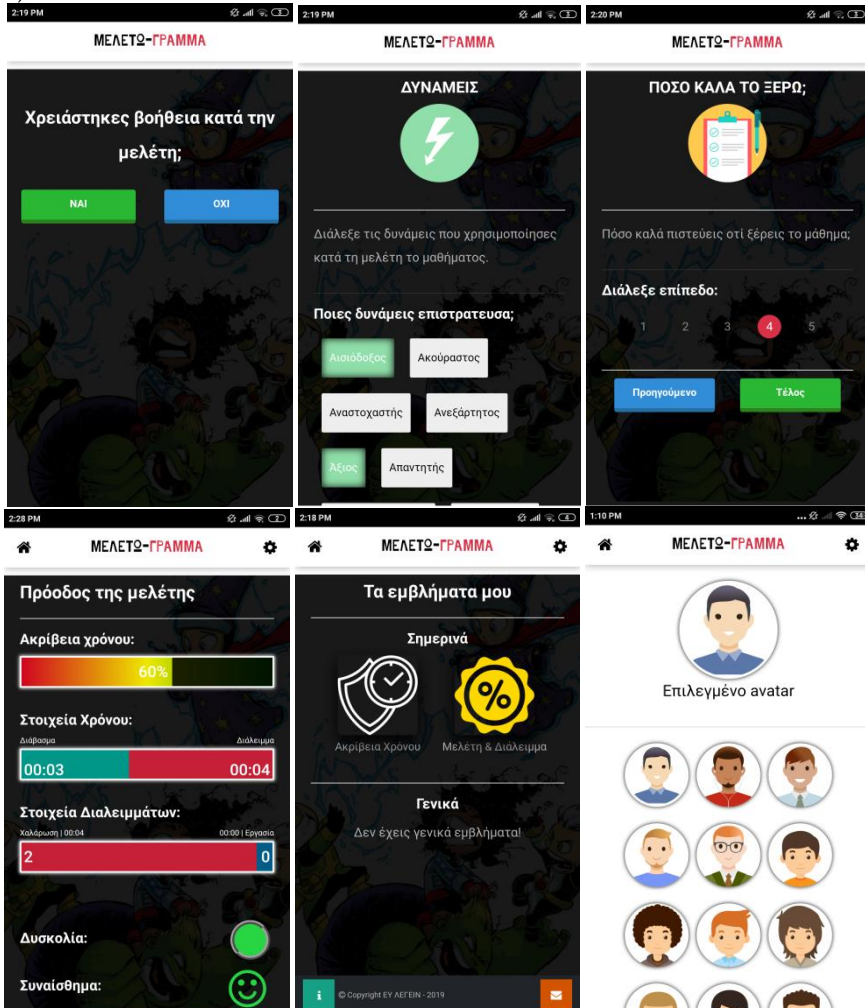 2:19 PM
ΜΕΛΕΤΩ-ΓΡΑΜΜΑ
Χρειάστηκες βοήθεια κατά την
μελέτη;
ΝΑΙ
ΟΧΙ
2:19 PM
ΜΕΛΕΤΩ-ΓΡΑΜΜΑ
ΔΥΝΑΜΕΙΣ
Διάλεξε τις δυνάμεις που χρησιμοποίησες
κατά τη μελέτη το μαθήματος.
Ποιες δυνάμεις επιστρατευσα;
Αισιόδοξος
Ακούραστος
Αναστοχαστής
Ανεξάρτητος
Άξιος
Απαντητής
2:20 PM
ΜΕΛΕΤΩ-ΓΡΑΜΜΑ
ΠΟΣΟ ΚΑΛΑ ΤΟ ΞΕΡΩ;
Πόσο καλά πιστεύεις οτί ξέρεις το μάθημα;
Διάλεξε επίπεδο:
1 2 3 4 5
Προηγούμενο
Τέλος
2:28 PM
ΜΕΛΕΤΩ-ΓΡΑΜΜΑ
Πρόοδος της μελέτης
Ακρίβεια χρόνου:
60%
Στοιχεία Χρόνου:
Διάβασμα Διάλειμμα
00:03 00:04
Στοιχεία Διαλειμμάτων:
Χαλάρωση | 00:04 00:00 | Εργασία
2 0
Δυσκολία:
Συναίσθημα:
2:18 PM
ΜΕΛΕΤΩ-ΓΡΑΜΜΑ
Τα εμβλήματα μου
Σημερινά
%
Ακρίβεια Χρόνου Μελέτη & Διάλειμμα
Γενικά
Δεν έχεις γενικά εμβλήματα!
i © Copyright ΕΥ ΛΕΓΕΙΝ - 2019
1:10 PM
ΜΕΛΕΤΩ-ΓΡΑΜΜΑ
Επιλεγμένο avatar